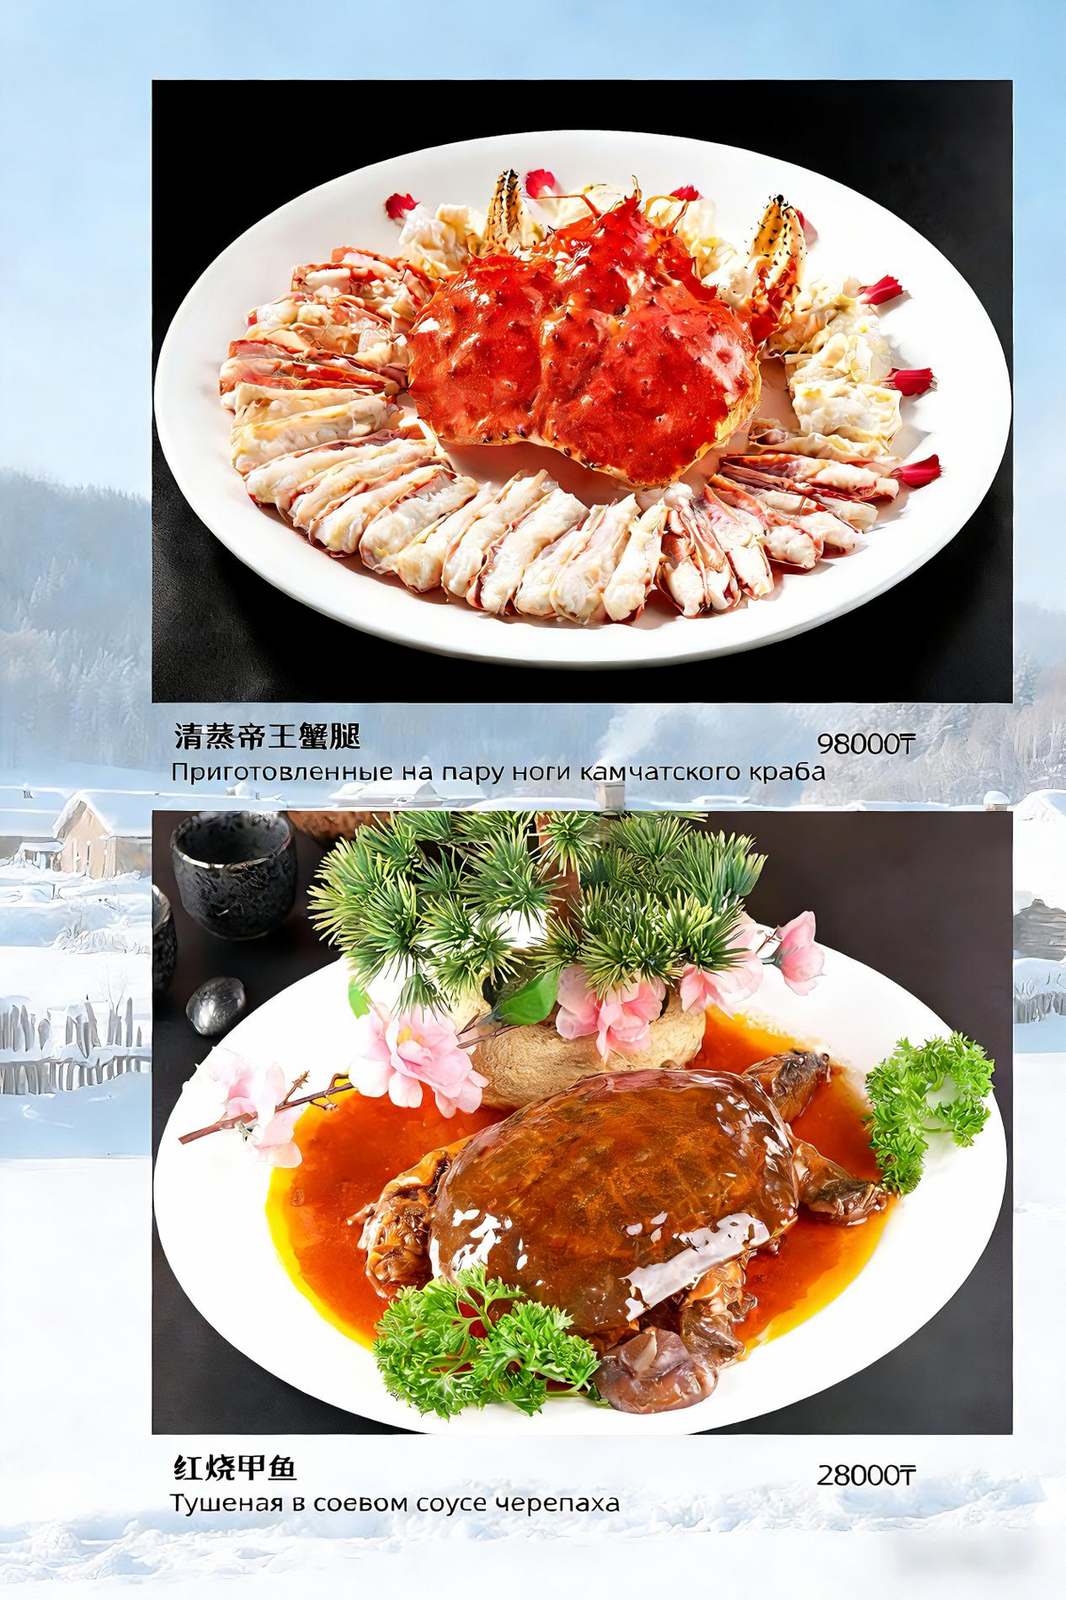 清蒸帝王蟹腿
98000₸
Приготовленные на пару ноги камчатского краба
红烧甲鱼
28000₸
Тушеная в соевом соусе черепаха